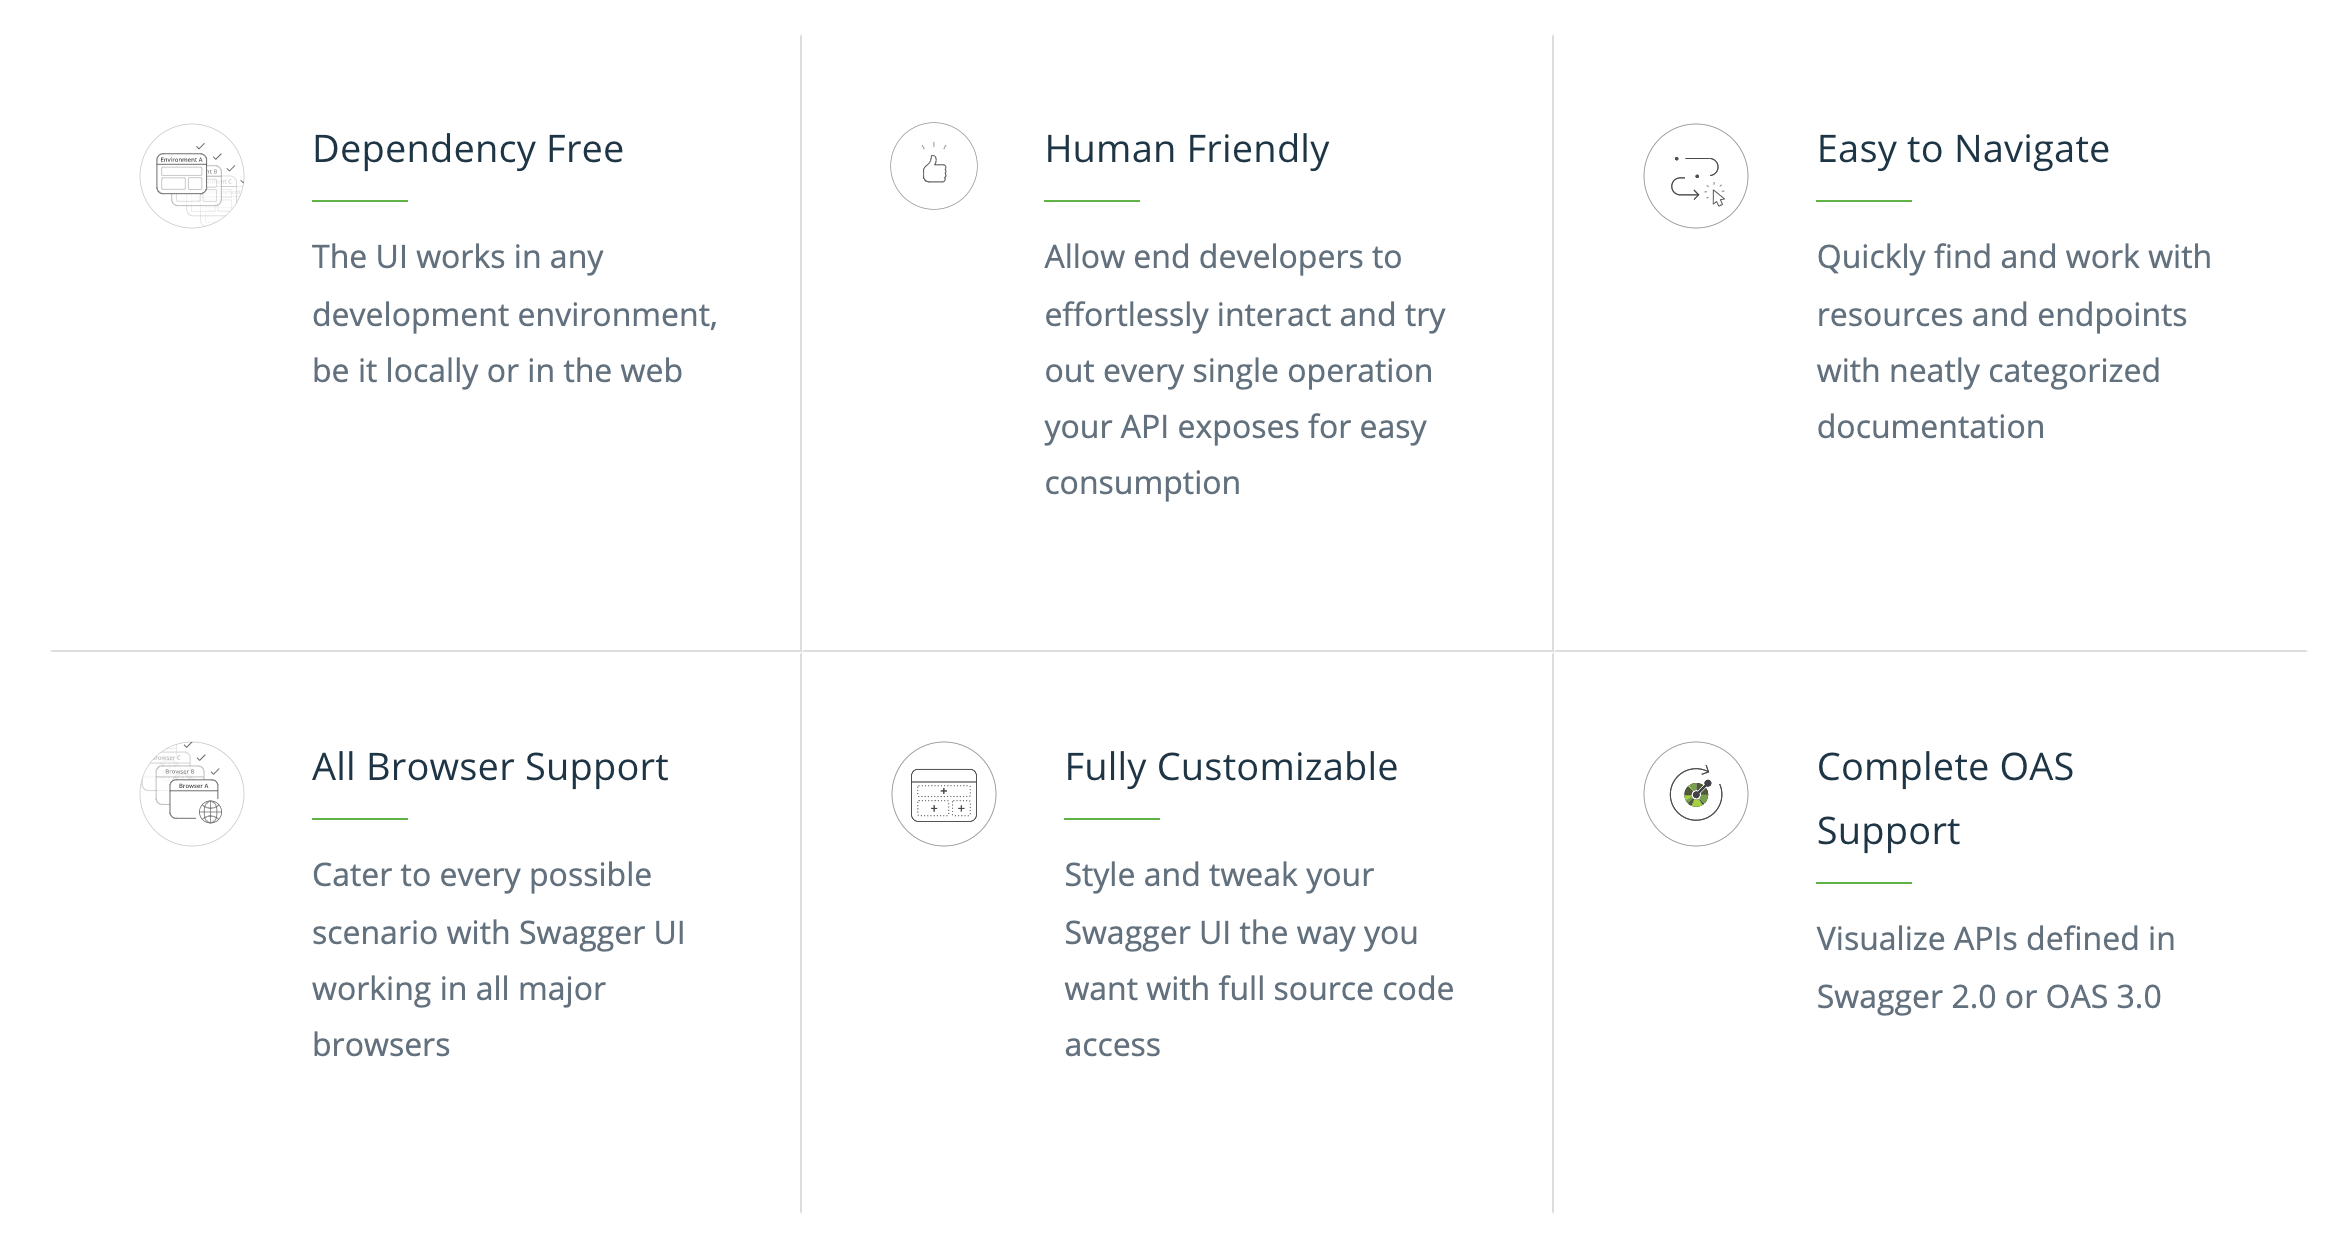 Environment A
Dependency Free
The UI works in any
development environment,
be it locally or in the web
Human Friendly
Allow end developers to
effortlessly interact and try
out every single operation
your API exposes for easy
consumption
Easy to Navigate
Quickly find and work with
resources and endpoints
with neatly categorized
documentation
Browser B
Browser A
All Browser Support
Cater to every possible
scenario with Swagger UI
working in all major
browsers
Fully Customizable
Style and tweak your
Swagger UI the way you
want with full source code
access
Complete OAS
Support
Visualize APIs defined in
Swagger 2.0 or OAS 3.0